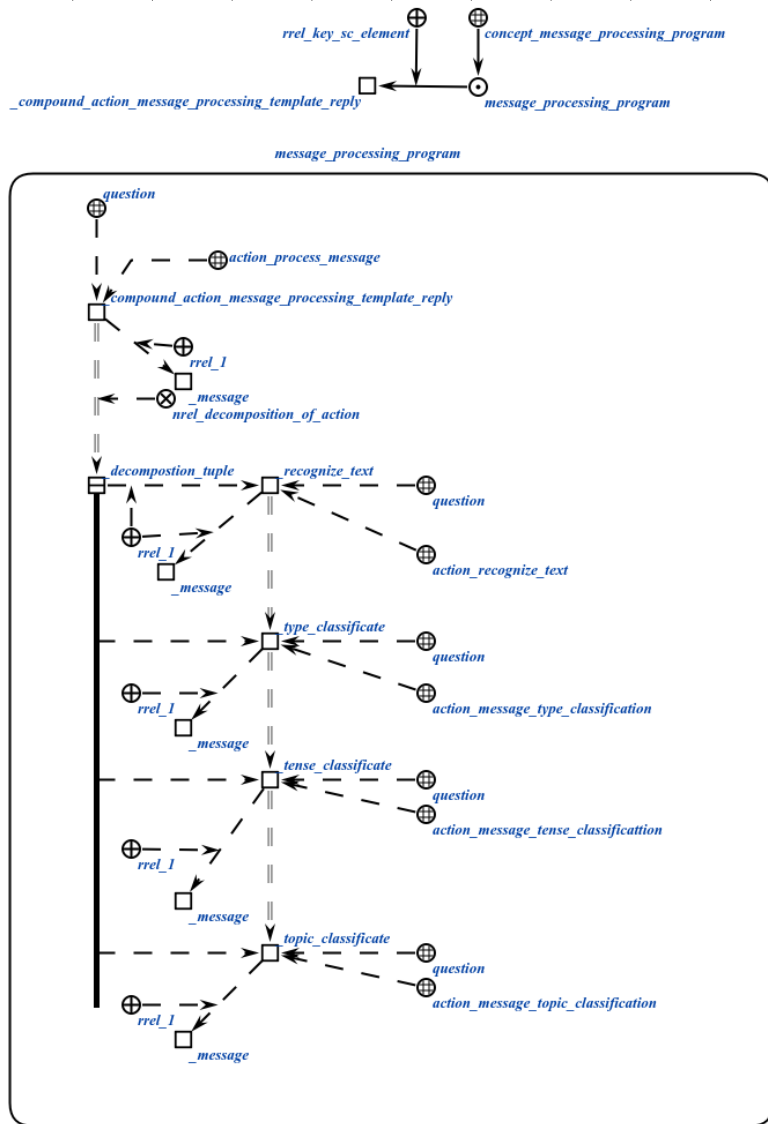 rrel_key_sc_element
concept_message_processing_program
_compound_action_message_processing_template_reply
message_processing_program
message_processing_program
question
action_process_message
_compound_action_message_processing_template_reply
rrel_1
_message
nrel_decomposition_of_action
_decompostion_tuple
_recognize_text
question
rrel_1
action_recognize_text
_message
_type_classificate
question
rrel_1
action_message_type_classification
_message
_tense_classificate
question
action_message_tense_classificattion
rrel_1
_message
_topic_classificate
question
action_message_topic_classification
rrel_1
_message